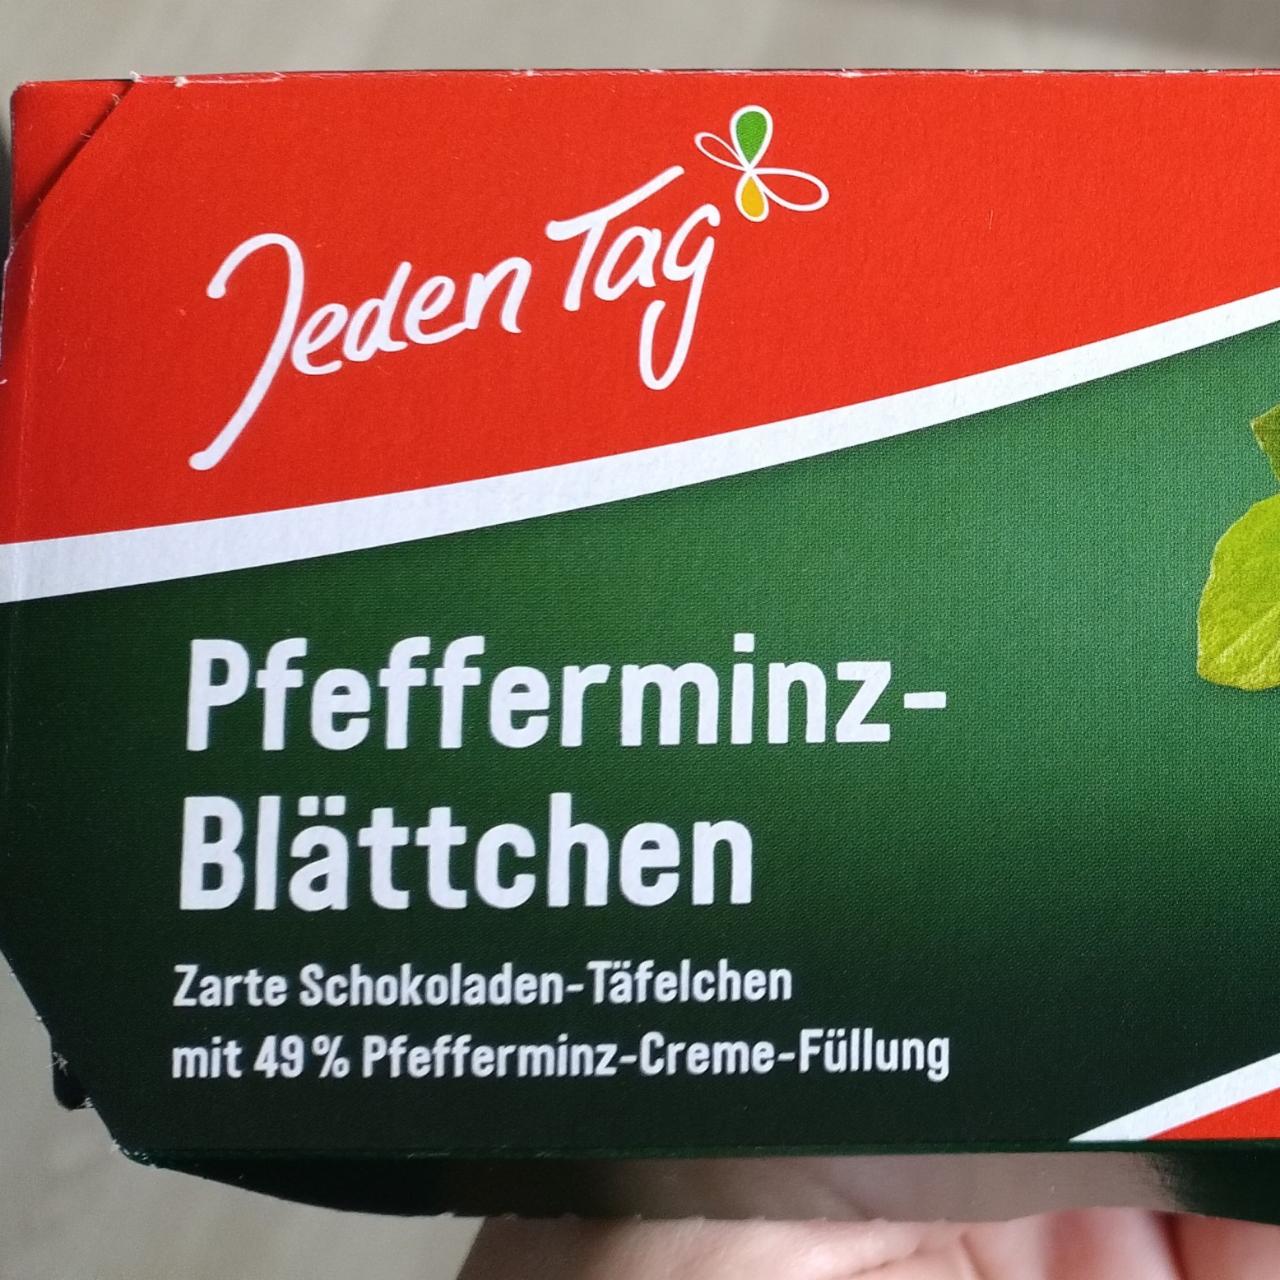 Jeden Tag
Pfefferminz-
Blättchen
Zarte Schokoladen-Täfelchen
mit 49 % Pfefferminz-Creme-Füllung